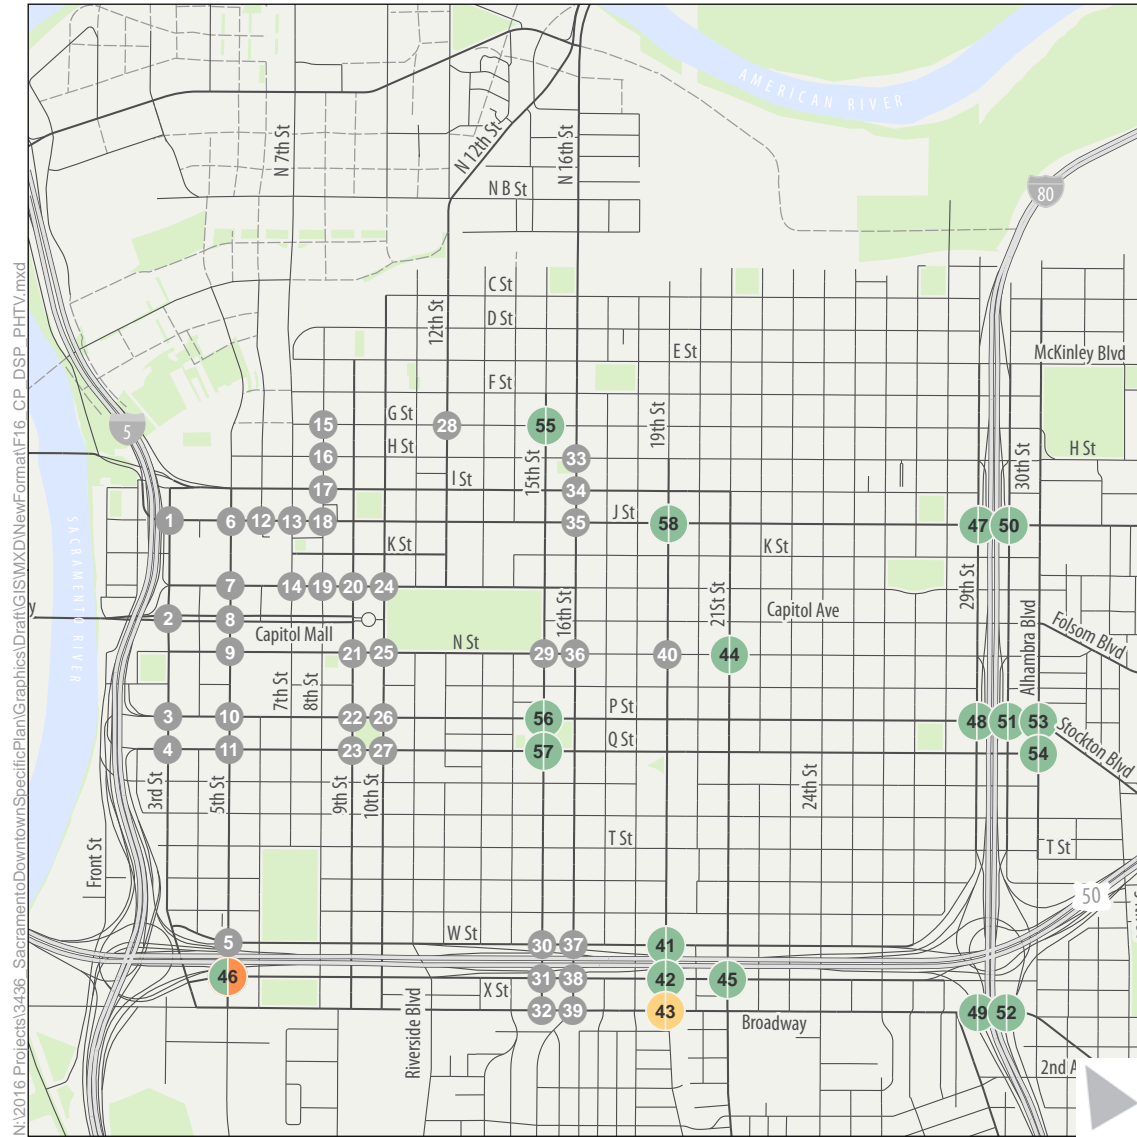 AMERICAN RIVER
N 7th St
N 12th St
N 16th St
80
N B St
C St
D St
12th St
E St
McKinley Blvd
F St
G St
15
28
55
19th St
5
H St
16
33
H St
I St
15th St
30th St
17
34
1
6
12
13
18
35
J St
58
47
50
K St
K St
7
14
19
20
24
29th St
16th St
21St St
Capitol Ave
2
8
Capitol Mall
Folsom Blvd
N St
9
21
25
29
36
40
44
Alhambra Blvd
7th St
8th St
SACRAMENTO RIVER
P St
3
10
22
26
56
48
51
53
Stockton Blvd
Q St
4
11
23
27
57
54
3rd St
5th St
9th St
10th St
24th St
T St
T St
Front St
50
W St
5
30
37
41
46
31
38
42
45
X St
32
39
43
49
52
Broadway
Riverside Blvd
2nd A
N:\2016 Projects\3436_SacramentoDowntownSpecificPlan\Graphics\Draft\GIS\MXD\NewFormat\F16_CP_DSP_PHTV.mxd